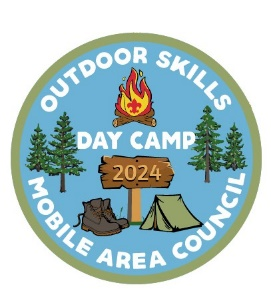 OUTDOOR SKILLS
DAY CAMP
2024
MOBILE AREA COUNCIL